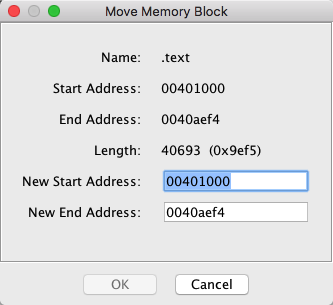 Move Memory Block
Name: .text
Start Address: 00401000
End Address: 0040aef4
Length: 40693 (0x9ef5)
New Start Address: 00401000
New End Address: 0040aef4
OK Cancel